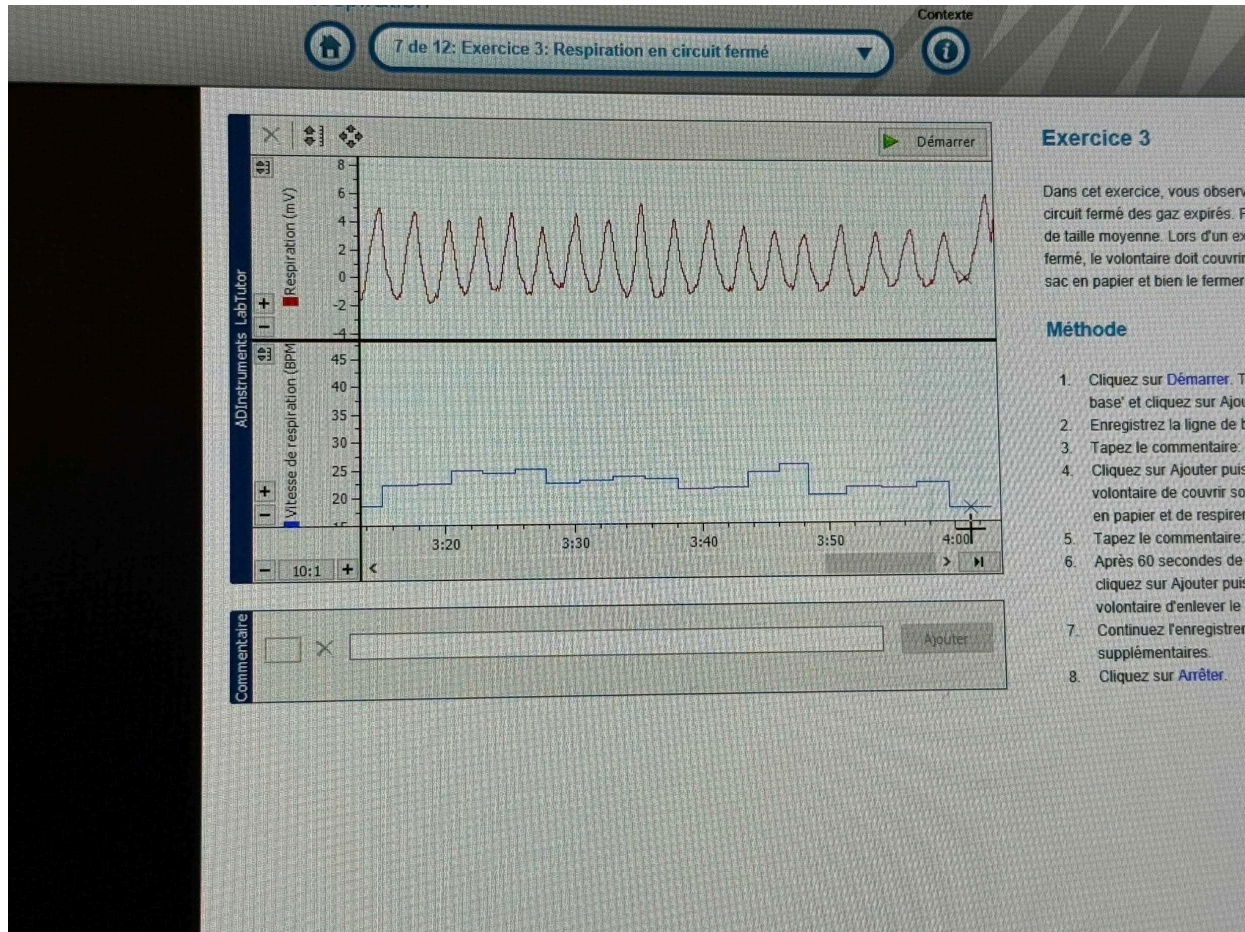 Contexte
7 de 12: Exercice 3: Respiration en circuit fermé
ADInstruments LabTutor
Démarrer
Respiration (mV)
8
6
4
2
0
-2
-4
Vitesse de respiration (BPM
45
40
35
30
25
20
15
3:20
3:30
3:40
3:50
4:00
10:1
Commentaire
Ajouter
Exercice 3
Dans cet exercice, vous observ
circuit fermé des gaz expirés. P
de taille moyenne. Lors d'un ex
fermé, le volontaire doit couvrir
sac en papier et bien le fermer
Méthode
1. Cliquez sur Démarrer. T
base' et cliquez sur Ajou
2. Enregistrez la ligne de b
3. Tapez le commentaire:
4. Cliquez sur Ajouter puis
volontaire de couvrir so
en papier et de respirer
5. Tapez le commentaire:
6. Après 60 secondes de
cliquez sur Ajouter puis
volontaire d'enlever le
7. Continuez l'enregistrer
supplémentaires.
8. Cliquez sur Arrêter.